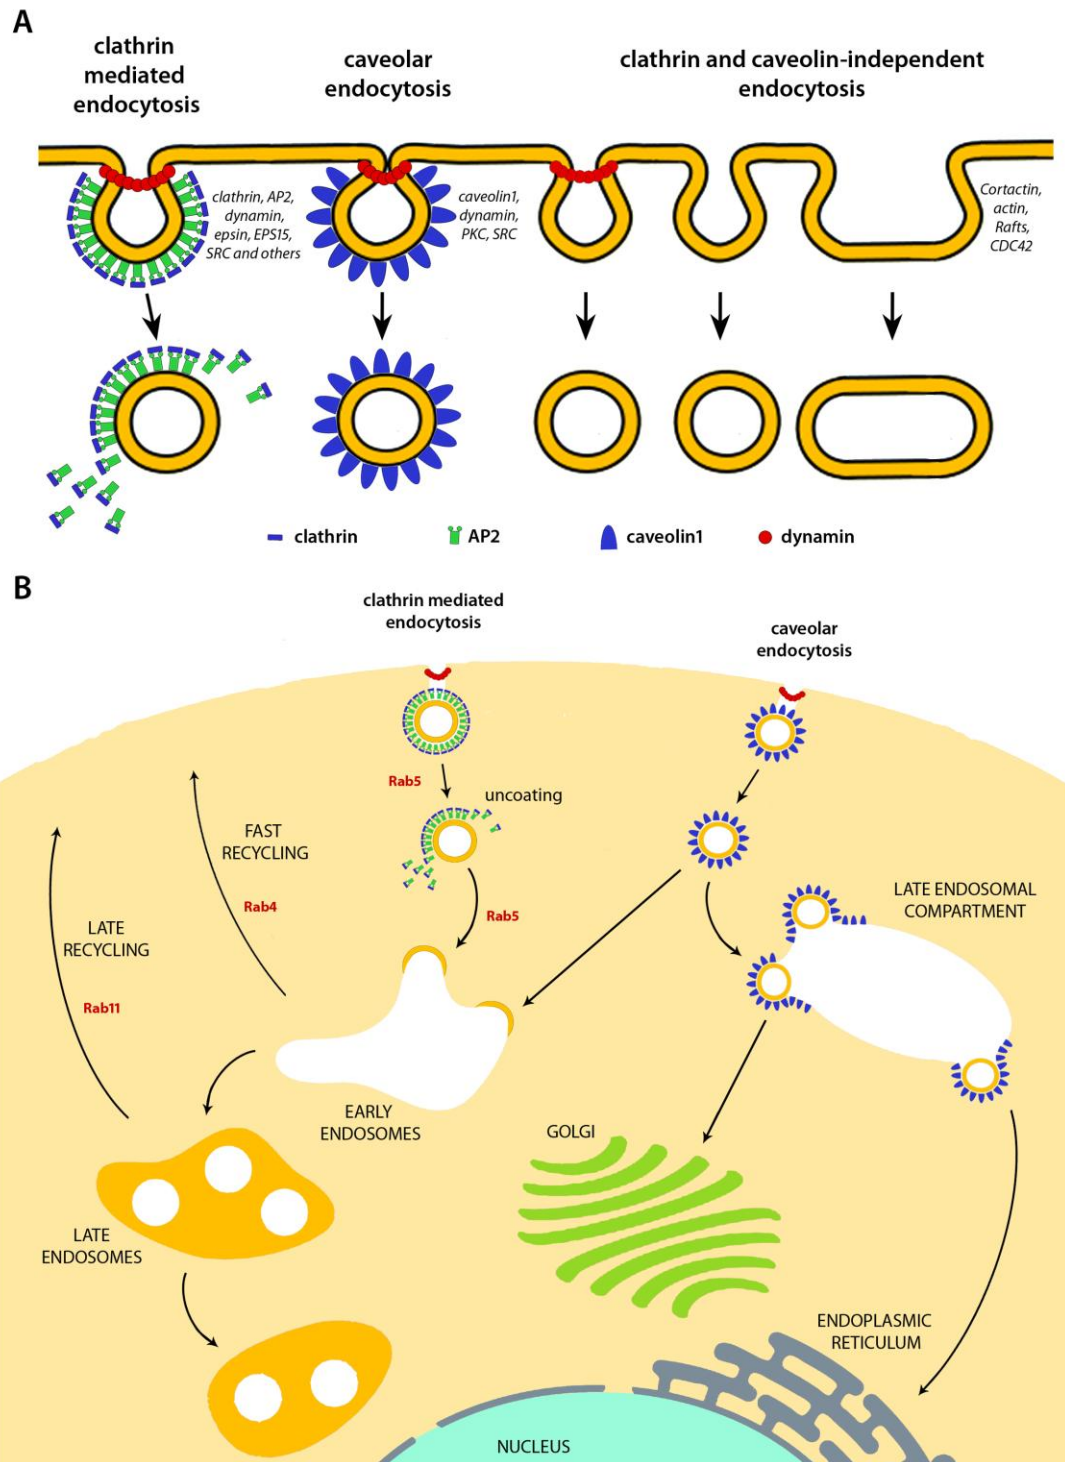 A
clathrin
mediated
endocytosis
caveolar
endocytosis
clathrin and caveolin-independent
endocytosis
clathrin, AP2,
dynamin,
epsin, EPS15,
SRC and others
caveolin1,
dynamin,
PKC, SRC
Cortactin,
actin,
Rafts,
CDC42
clathrin
AP2
caveolin1
dynamin
B
clathrin mediated
endocytosis
caveolar
endocytosis
Rab5
uncoating
FAST
RECYCLING
Rab4
Rab5
LATE ENDOSOMAL
COMPARTMENT
LATE
RECYCLING
Rab11
EARLY
ENDOSOMES
GOLGI
LATE
ENDOSOMES
ENDOPLASMIC
RETICULUM
NUCLEUS